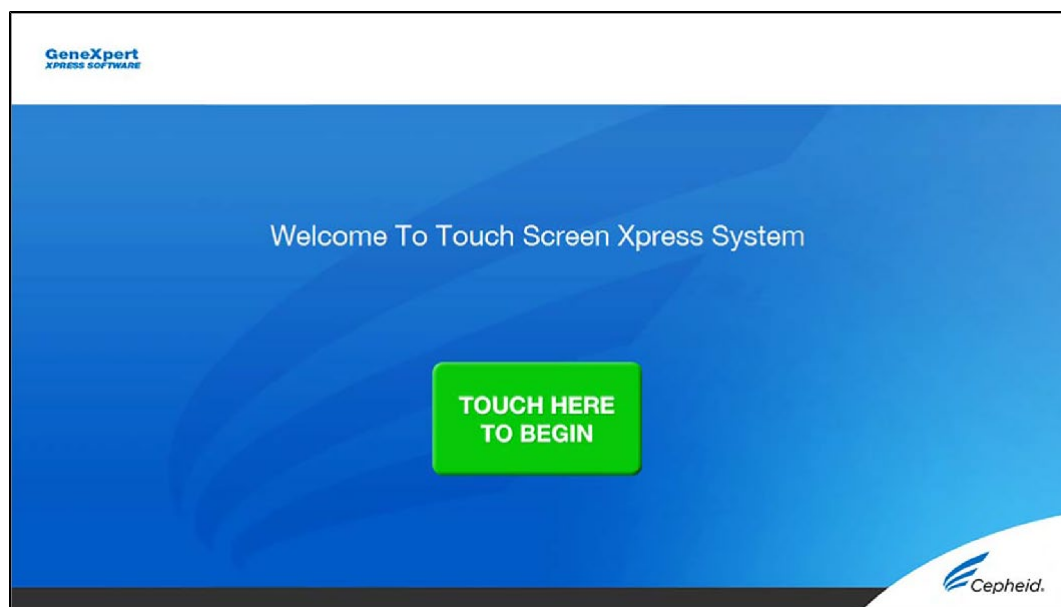 GeneXpert
XPRESS SOFTWARE
Welcome To Touch Screen Xpress System
TOUCH HERE
TO BEGIN
Cepheid.